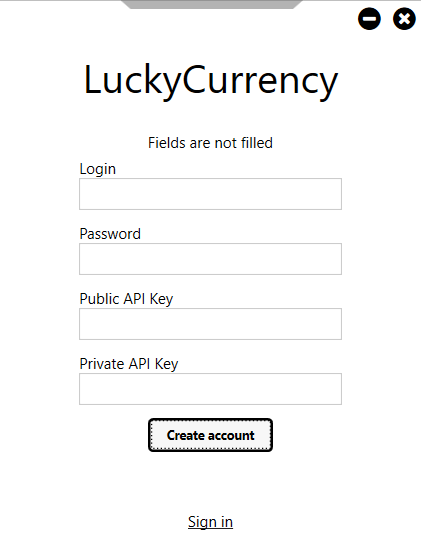 LuckyCurrency
Fields are not filled
Login
Password
Public API Key
Private API Key
Create account
Sign in